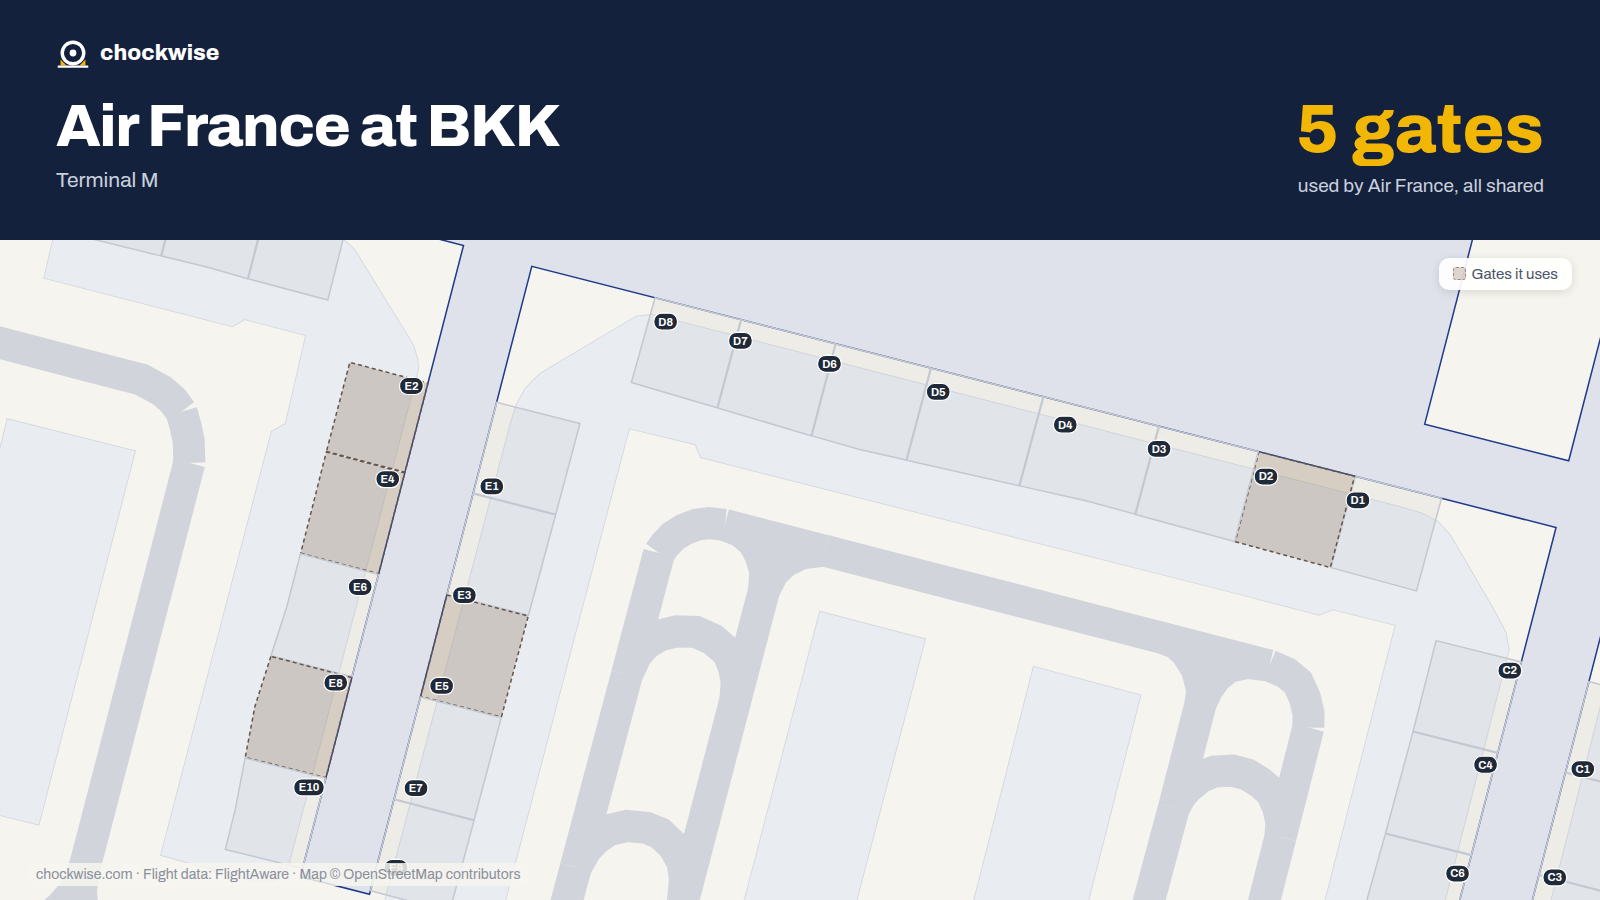 chockwise
Air France at BKK
Terminal M
5 gates
used by Air France, all shared
Gates it uses
D8
D7
D6
D5
D4
D3
D2
D1
E2
E4
E6
E8
E10
E1
E3
E5
E7
C2
C4
C6
C1
C3
chockwise.com · Flight data: FlightAware · Map © OpenStreetMap contributors